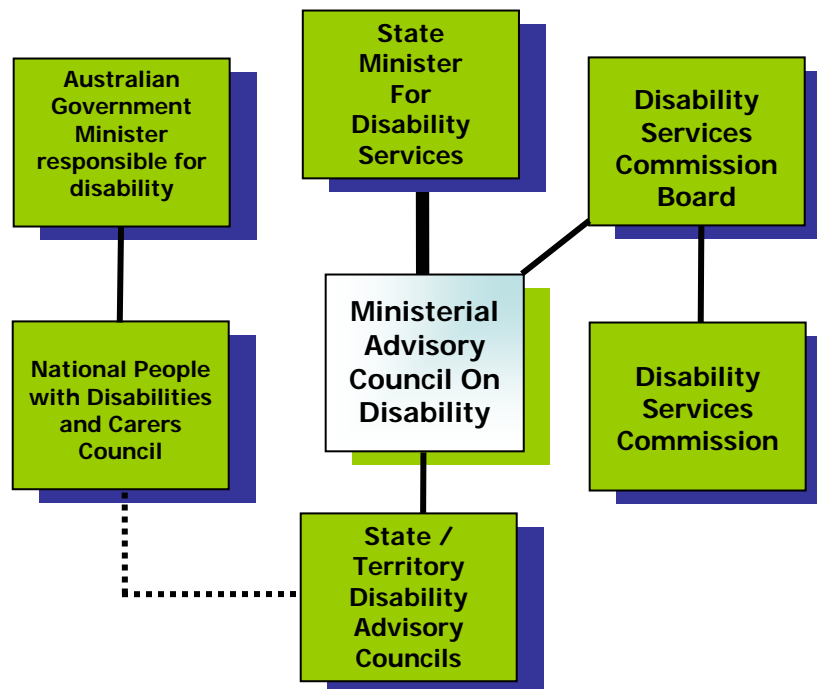 Australian
Government
Minister
responsible for
disability
State
Minister
For
Disability
Services
Disability
Services
Commission
Board
Ministerial
Advisory
Council On
Disability
National People
with Disabilities
and Carers
Council
Disability
Services
Commission
State /
Territory
Disability
Advisory
Councils